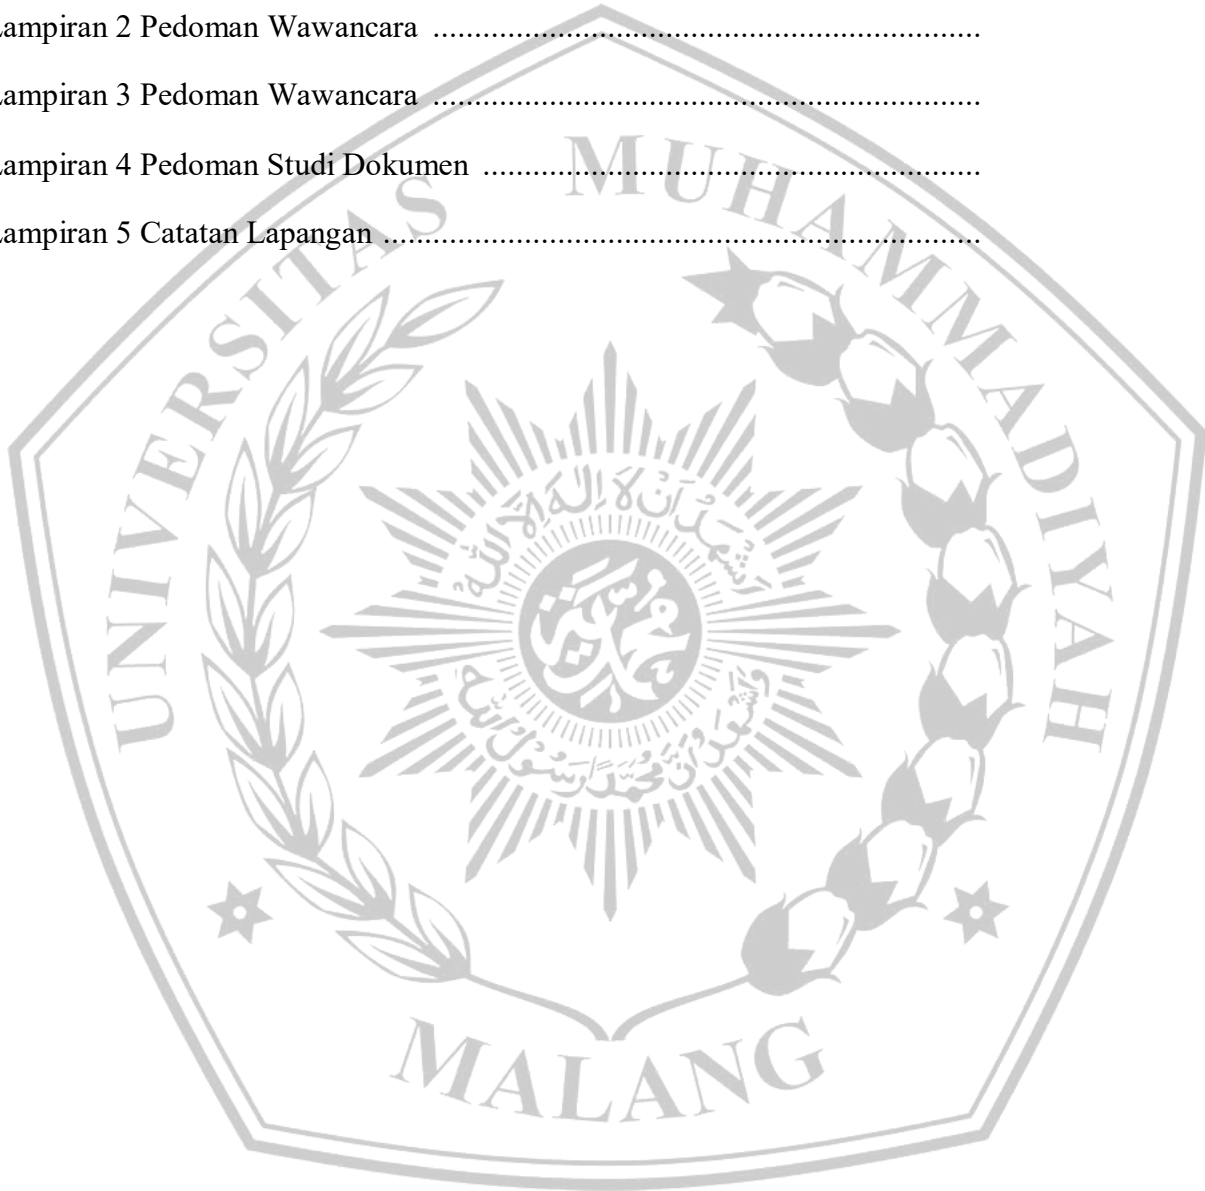 Lampiran 2 Pedoman Wawancara ....................................................................
Lampiran 3 Pedoman Wawancara ....................................................................
Lampiran 4 Pedoman Studi Dokumen ..............................................................
Lampiran 5 Catatan Lapangan ..........................................................................
UNIVERSITAS MUHAMMADIYAH
MALANG